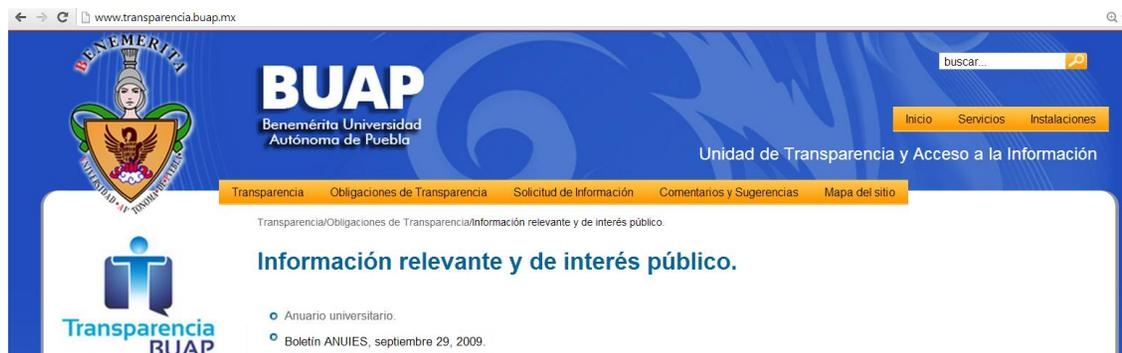 www.transparencia.buap.mx
BENEMERITA
UNIVERSIDAD AUTONOMA DE PUEBLA
BUAP
Benemérita Universidad
Autónoma de Puebla
buscar...
Inicio Servicios Instalaciones
Unidad de Transparencia y Acceso a la Información
Transparencia Obligaciones de Transparencia Solicitud de Información Comentarios y Sugerencias Mapa del sitio
Transparencia/Obligaciones de Transparencia/Información relevante y de interés público.
Información relevante y de interés público.
Anuario universitario.
Boletín ANUIES, septiembre 29, 2009.
Transparencia
BUAP